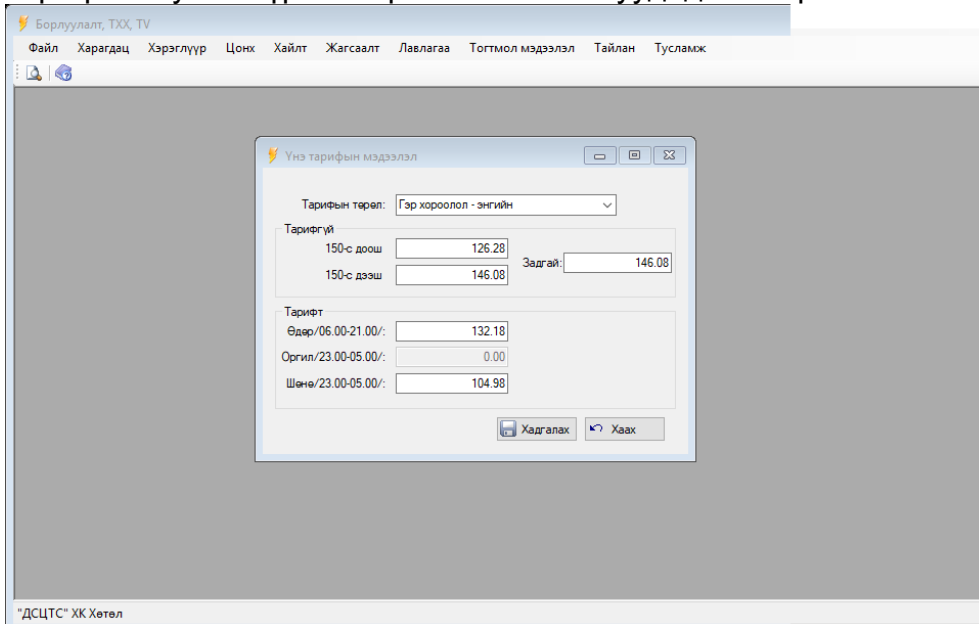 Борлуулалт, ТХХ, TV
Файл Харагдац Хэрэглүүр Цонх Хайлт Жагсаалт Лавлагаа Тогтмол мэдээлэл Тайлан Тусламж
Үнэ тарифын мэдээлэл
Тарифын төрөл: Гэр хороолол - энгийн
Тарифгүй
150-с доош 126.28
Задгай: 146.08
150-с дээш 146.08
Тарифт
Өдөр/06.00-21.00/: 132.18
Оргил/23.00-05.00/: 0.00
Шөнө/23.00-05.00/: 104.98
Хадгалах Хаах
"ДСЦТС" ХК Хөтөл